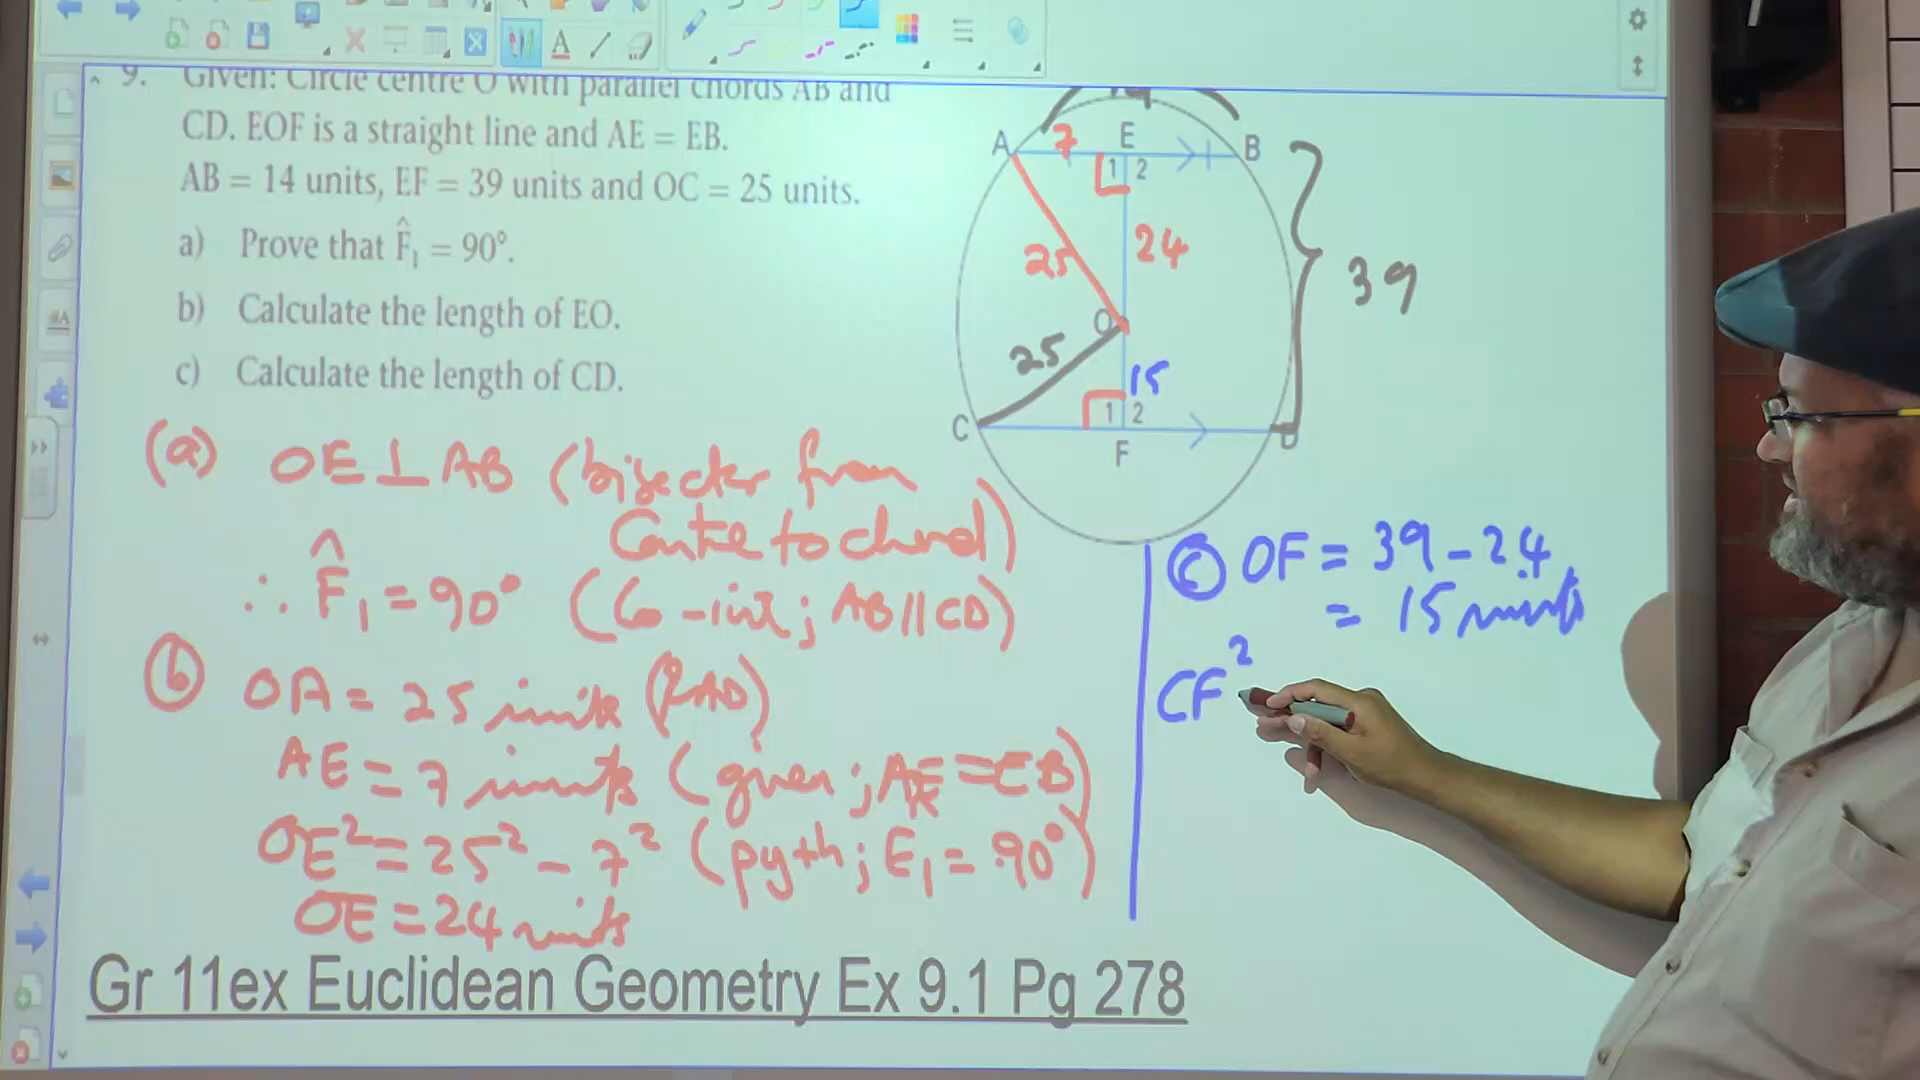 9. Given: Circle centre O with parallel chords AB and
CD. EOF is a straight line and AE = EB.
AB = 14 units, EF = 39 units and OC = 25 units.
a) Prove that F̂₁ = 90°.
b) Calculate the length of EO.
c) Calculate the length of CD.
A 7 E B
1 2
25 24
39
O
25
15
1 2
C F D
(a) OE ⊥ AB (bisector from
Centre to chord)
∴ F̂₁ = 90° (Co-int; AB || CD)
(b) OA = 25 units (RAD)
AE = 7 units (given; AE = EB)
OE² = 25² - 7² (pyth; E₁ = 90°)
OE = 24 units
(c) OF = 39 - 24
= 15 units
CF²
Gr 11ex Euclidean Geometry Ex 9.1 Pg 278